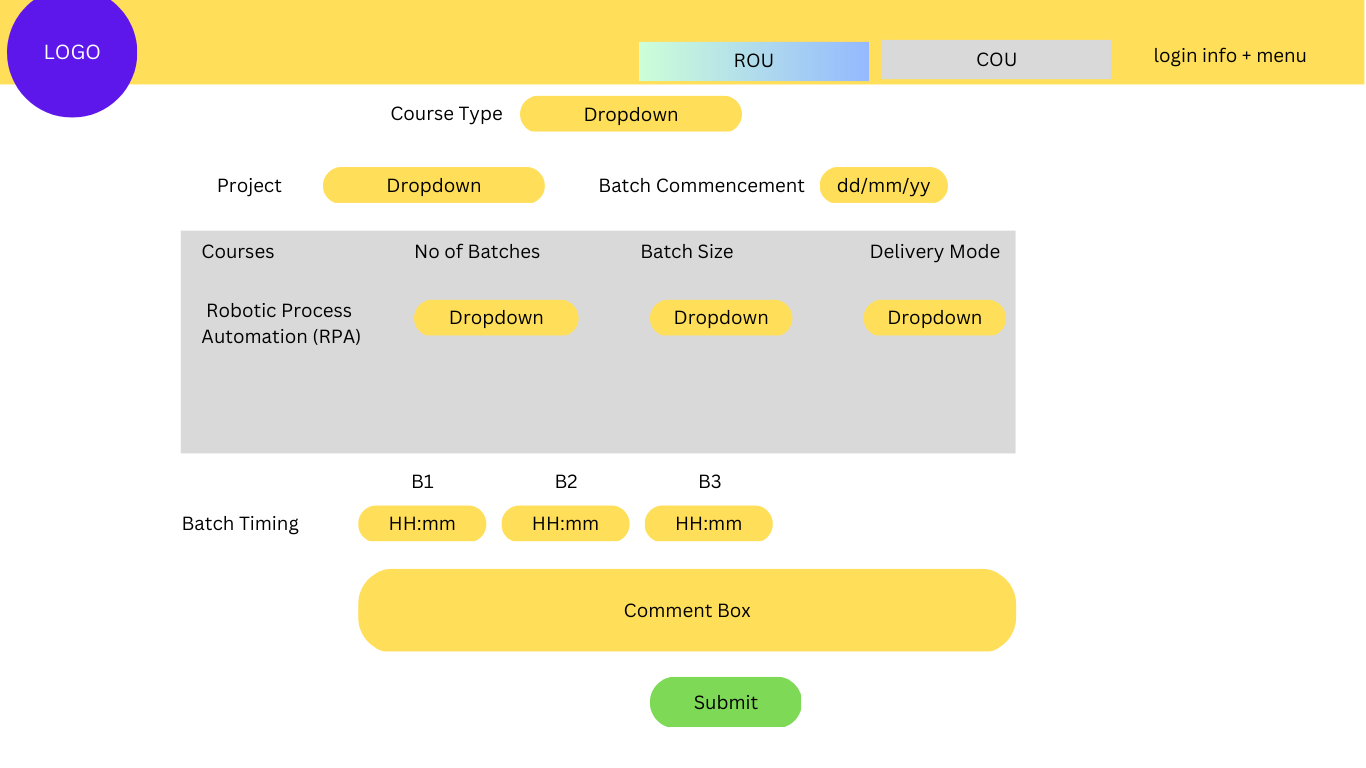 LOGO
ROU
COU
login info + menu
Course Type
Dropdown
Project
Dropdown
Batch Commencement
dd/mm/yy
Courses
No of Batches
Batch Size
Delivery Mode
Robotic Process
Automation (RPA)
Dropdown
Dropdown
Dropdown
B1
B2
B3
Batch Timing
HH:mm
HH:mm
HH:mm
Comment Box
Submit